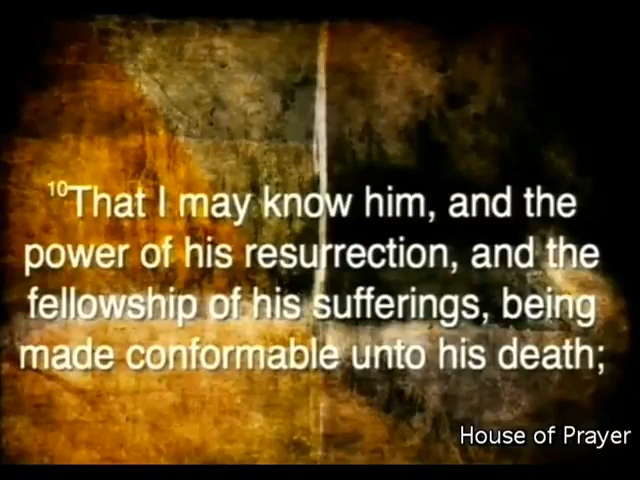 10That I may know him, and the
power of his resurrection, and the
fellowship of his sufferings, being
made conformable unto his death;
House of Prayer